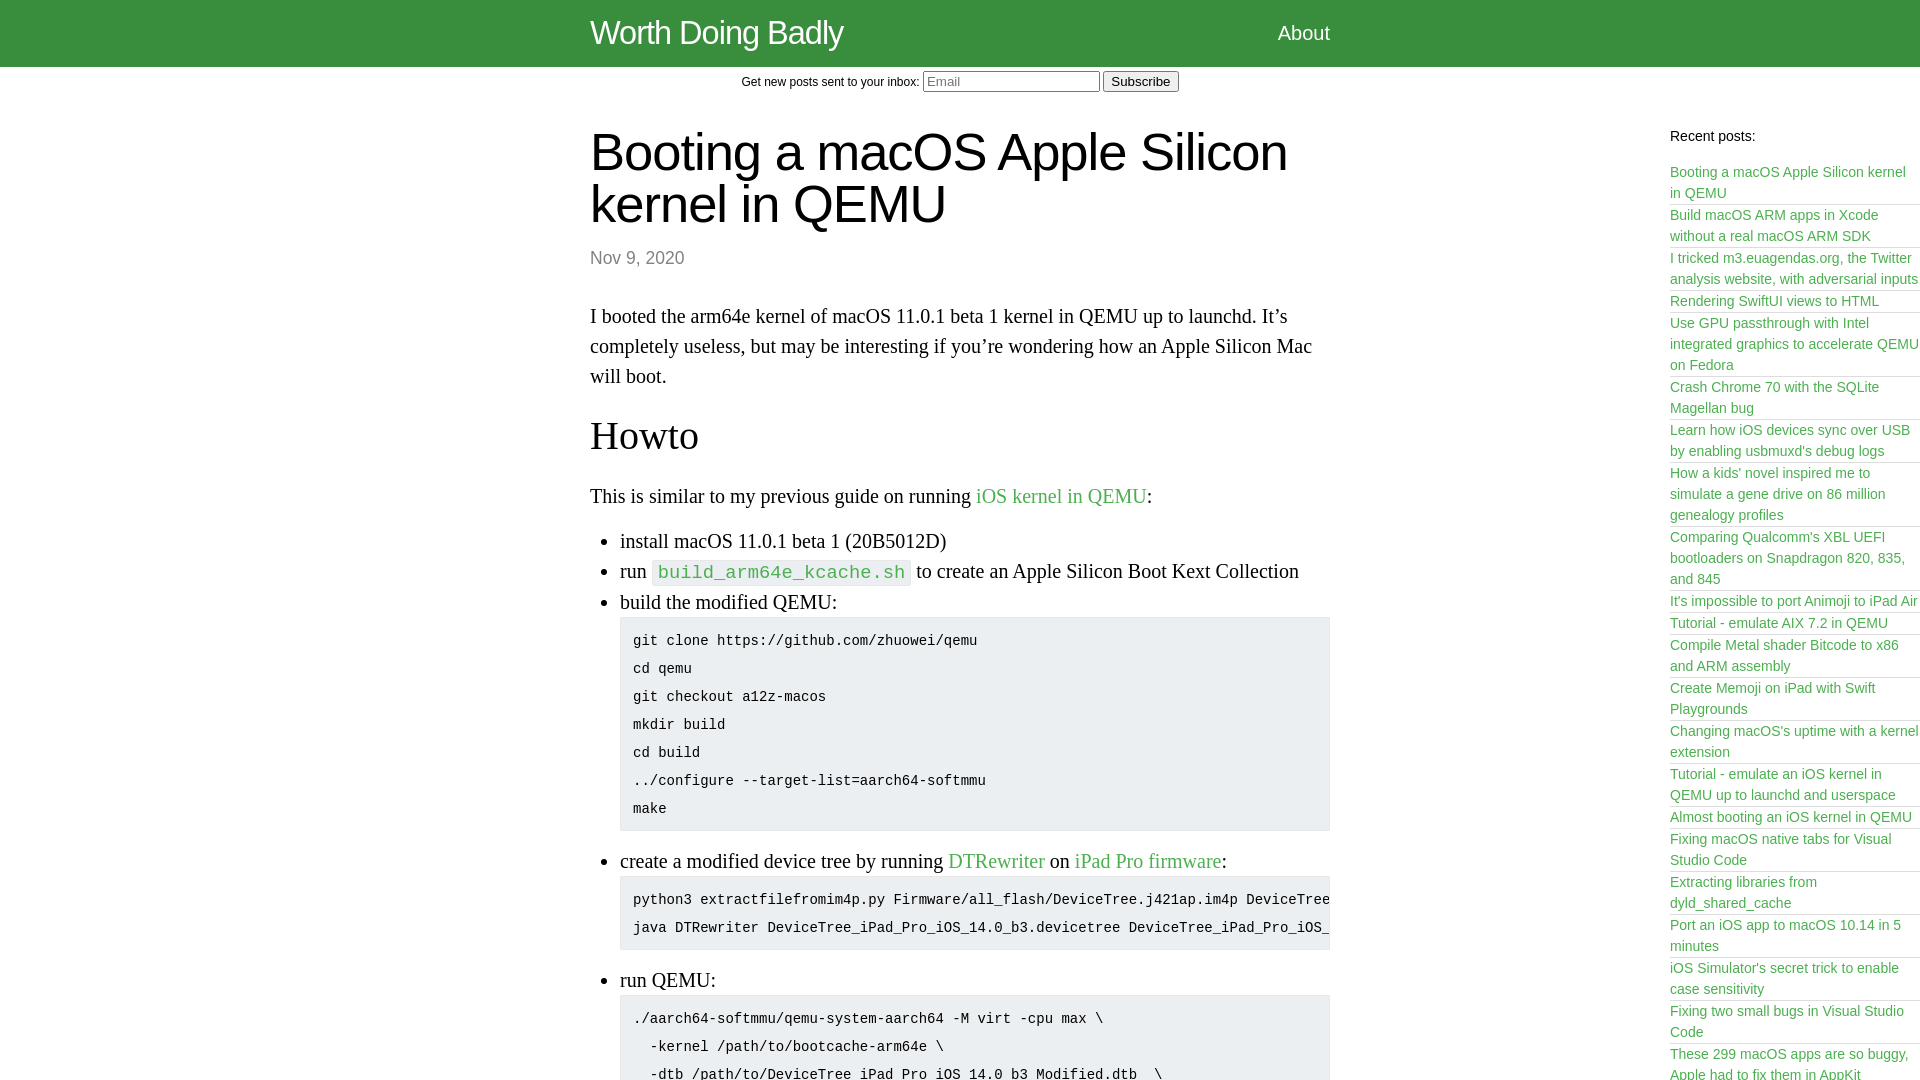 Worth Doing Badly
About
Get new posts sent to your inbox: Email Subscribe
Booting a macOS Apple Silicon
kernel in QEMU
Nov 9, 2020
I booted the arm64e kernel of macOS 11.0.1 beta 1 kernel in QEMU up to launchd. It’s
completely useless, but may be interesting if you’re wondering how an Apple Silicon Mac
will boot.
Howto
This is similar to my previous guide on running iOS kernel in QEMU:
install macOS 11.0.1 beta 1 (20B5012D)
run build_arm64e_kcache.sh to create an Apple Silicon Boot Kext Collection
build the modified QEMU:
git clone https://github.com/zhuowei/qemu
cd qemu
git checkout a12z-macos
mkdir build
cd build
../configure --target-list=aarch64-softmmu
make
create a modified device tree by running DTRewriter on iPad Pro firmware:
python3 extractfilefromim4p.py Firmware/all_flash/DeviceTree.j421ap.im4p DeviceTree
java DTRewriter DeviceTree_iPad_Pro_iOS_14.0_b3.devicetree DeviceTree_iPad_Pro_iOS_
run QEMU:
./aarch64-softmmu/qemu-system-aarch64 -M virt -cpu max \
-kernel /path/to/bootcache-arm64e \
-dtb /path/to/DeviceTree_iPad_Pro_iOS_14.0_b3_Modified.dtb \
Recent posts:
Booting a macOS Apple Silicon kernel
in QEMU
Build macOS ARM apps in Xcode
without a real macOS ARM SDK
I tricked m3.euagendas.org, the Twitter
analysis website, with adversarial inputs
Rendering SwiftUI views to HTML
Use GPU passthrough with Intel
integrated graphics to accelerate QEMU
on Fedora
Crash Chrome 70 with the SQLite
Magellan bug
Learn how iOS devices sync over USB
by enabling usbmuxd's debug logs
How a kids' novel inspired me to
simulate a gene drive on 86 million
genealogy profiles
Comparing Qualcomm's XBL UEFI
bootloaders on Snapdragon 820, 835,
and 845
It's impossible to port Animoji to iPad Air
Tutorial - emulate AIX 7.2 in QEMU
Compile Metal shader Bitcode to x86
and ARM assembly
Create Memoji on iPad with Swift
Playgrounds
Changing macOS's uptime with a kernel
extension
Tutorial - emulate an iOS kernel in
QEMU up to launchd and userspace
Almost booting an iOS kernel in QEMU
Fixing macOS native tabs for Visual
Studio Code
Extracting libraries from
dyld_shared_cache
Port an iOS app to macOS 10.14 in 5
minutes
iOS Simulator's secret trick to enable
case sensitivity
Fixing two small bugs in Visual Studio
Code
These 299 macOS apps are so buggy,
Apple had to fix them in AppKit